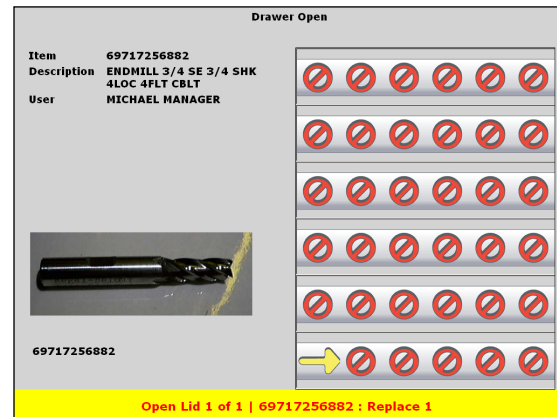 Drawer Open
Item 69717256882
Description ENDMILL 3/4 SE 3/4 SHK
4LOC 4FLT CBLT
User MICHAEL MANAGER
69717256882
Open Lid 1 of 1 | 69717256882 : Replace 1